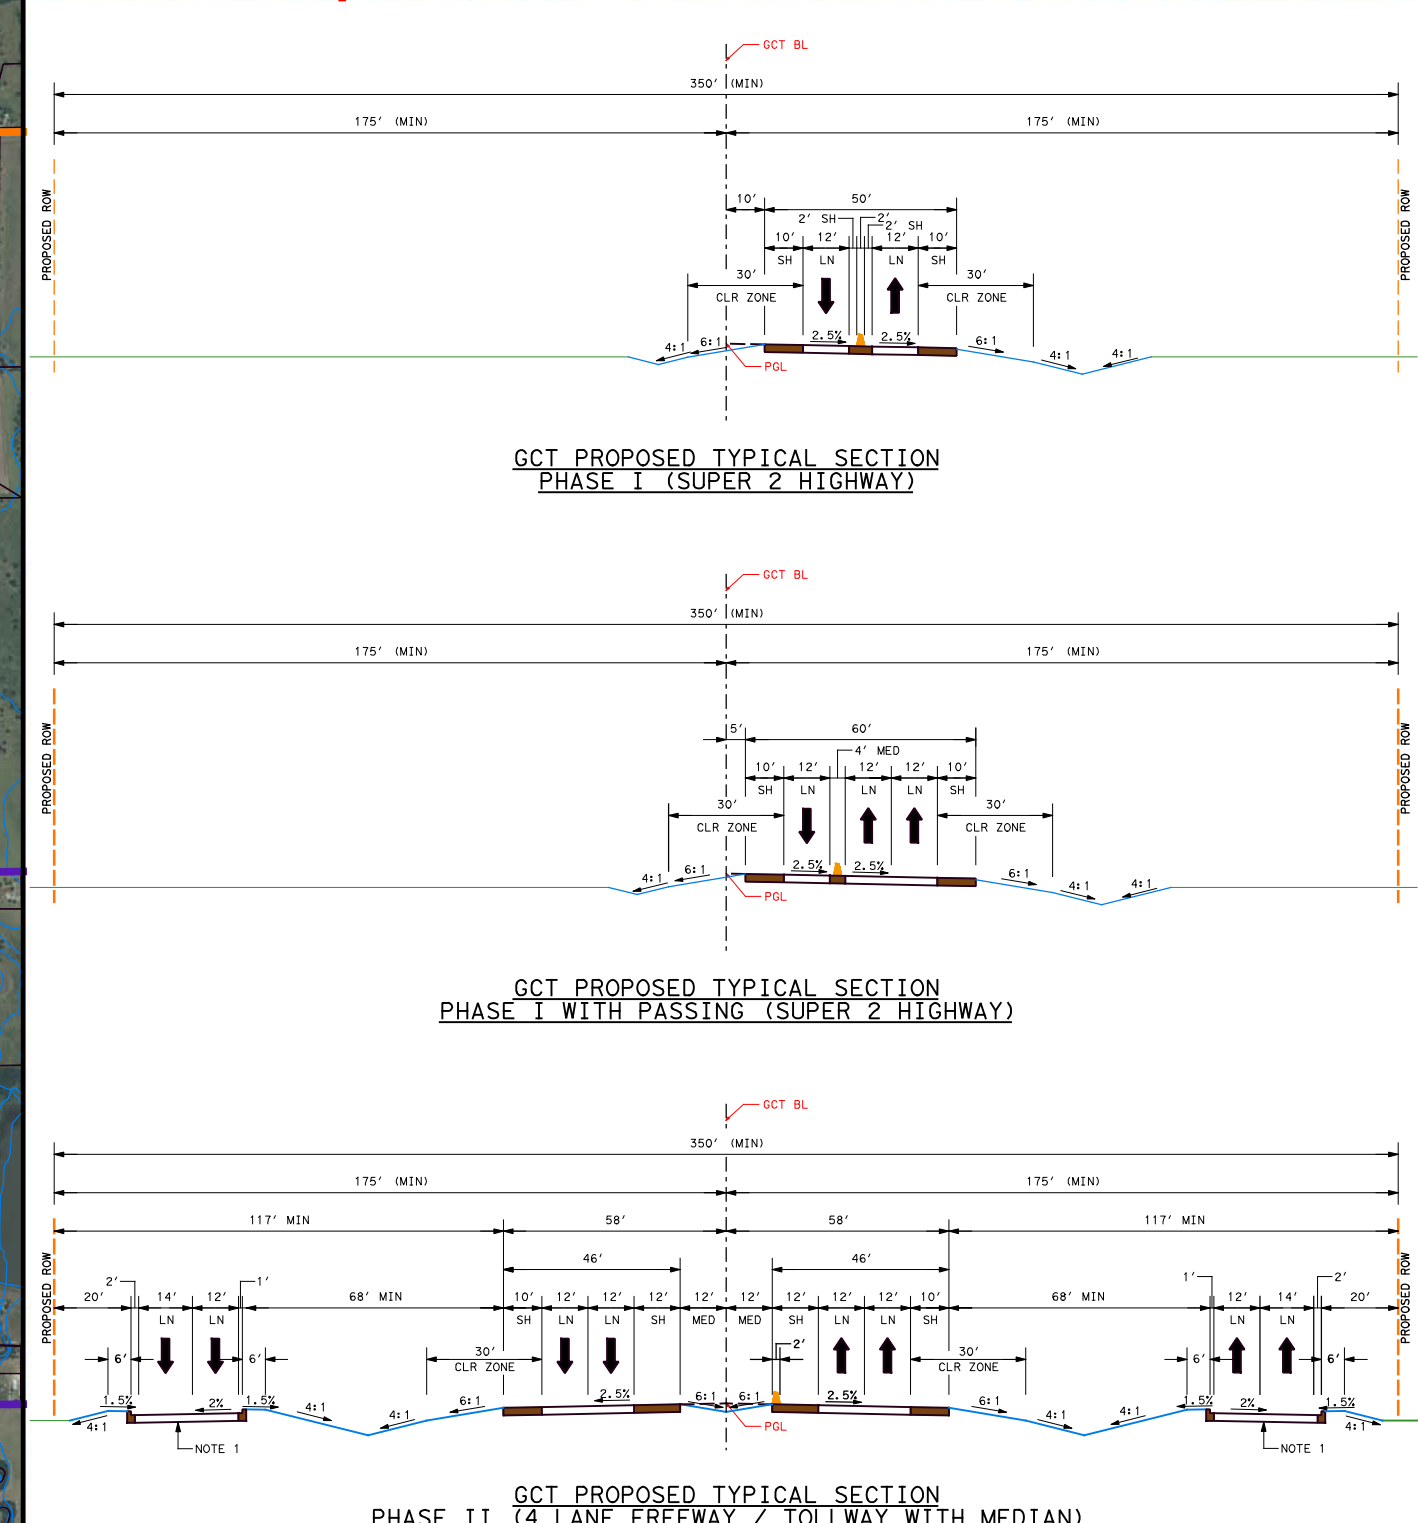 GCT BL
350' (MIN)
175' (MIN) 175' (MIN)
PROPOSED ROW
PROPOSED ROW
10' 50'
2' SH 2'
2' SH
10' 12' 12' 10'
SH LN LN SH
30' 30'
CLR ZONE CLR ZONE
4:1 6:1 2.5% 2.5% 6:1 4:1 4:1
PGL
GCT PROPOSED TYPICAL SECTION
PHASE I (SUPER 2 HIGHWAY)
GCT BL
350' (MIN)
175' (MIN) 175' (MIN)
PROPOSED ROW
PROPOSED ROW
5' 60'
4' MED
10' 12' 12' 12' 10'
SH LN LN LN SH
30' 30'
CLR ZONE CLR ZONE
4:1 6:1 2.5% 2.5% 6:1 4:1 4:1
PGL
GCT PROPOSED TYPICAL SECTION
PHASE I WITH PASSING (SUPER 2 HIGHWAY)
GCT BL
350' (MIN)
175' (MIN) 175' (MIN)
117' MIN 58' 58' 117' MIN
PROPOSED ROW
PROPOSED ROW
46' 46'
2' 1' 1' 2'
20' 14' 12' 68' MIN 10' 12' 12' 12' 12' 12' 12' 12' 12' 10' 68' MIN 12' 14' 20'
LN LN SH LN LN SH MED MED SH LN LN SH LN LN
2'
6' 6' 30' 30' 6' 6'
CLR ZONE CLR ZONE
4:1 1.5% 2% 1.5% 4:1 4:1 6:1 2.5% 6:1 6:1 2.5% 6:1 4:1 4:1 1.5% 2% 1.5% 4:1
PGL
NOTE 1 NOTE 1
GCT PROPOSED TYPICAL SECTION
PHASE II (4 LANE FREEWAY / TOLLWAY WITH MEDIAN)